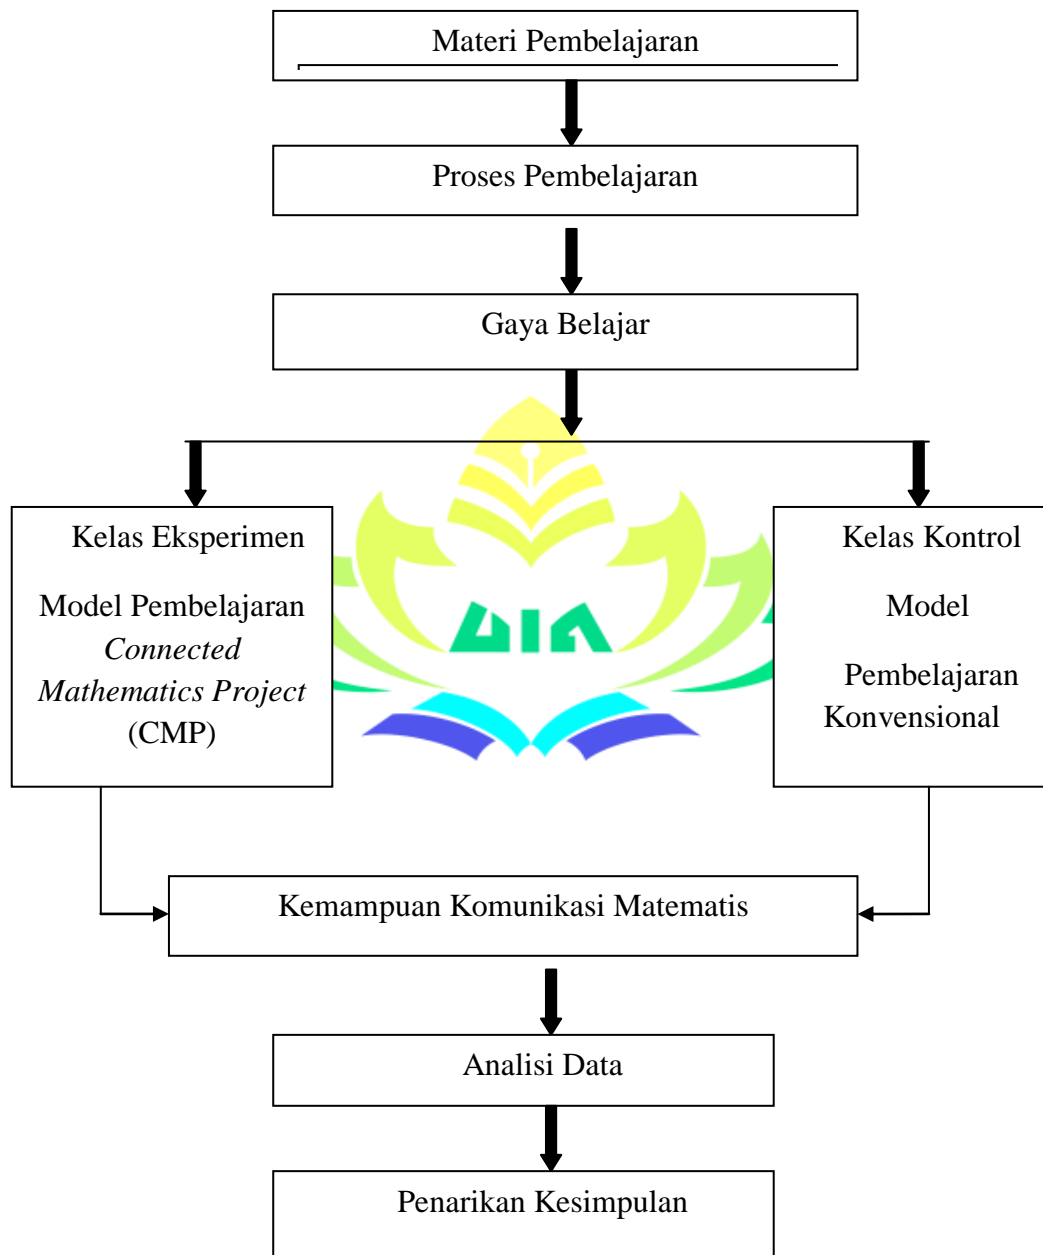 Materi Pembelajaran
Proses Pembelajaran
Gaya Belajar
Kelas Eksperimen
Model Pembelajaran
Connected
Mathematics Project
(CMP)
Kelas Kontrol
Model
Pembelajaran
Konvensional
UIN
Kemampuan Komunikasi Matematis
Analisi Data
Penarikan Kesimpulan